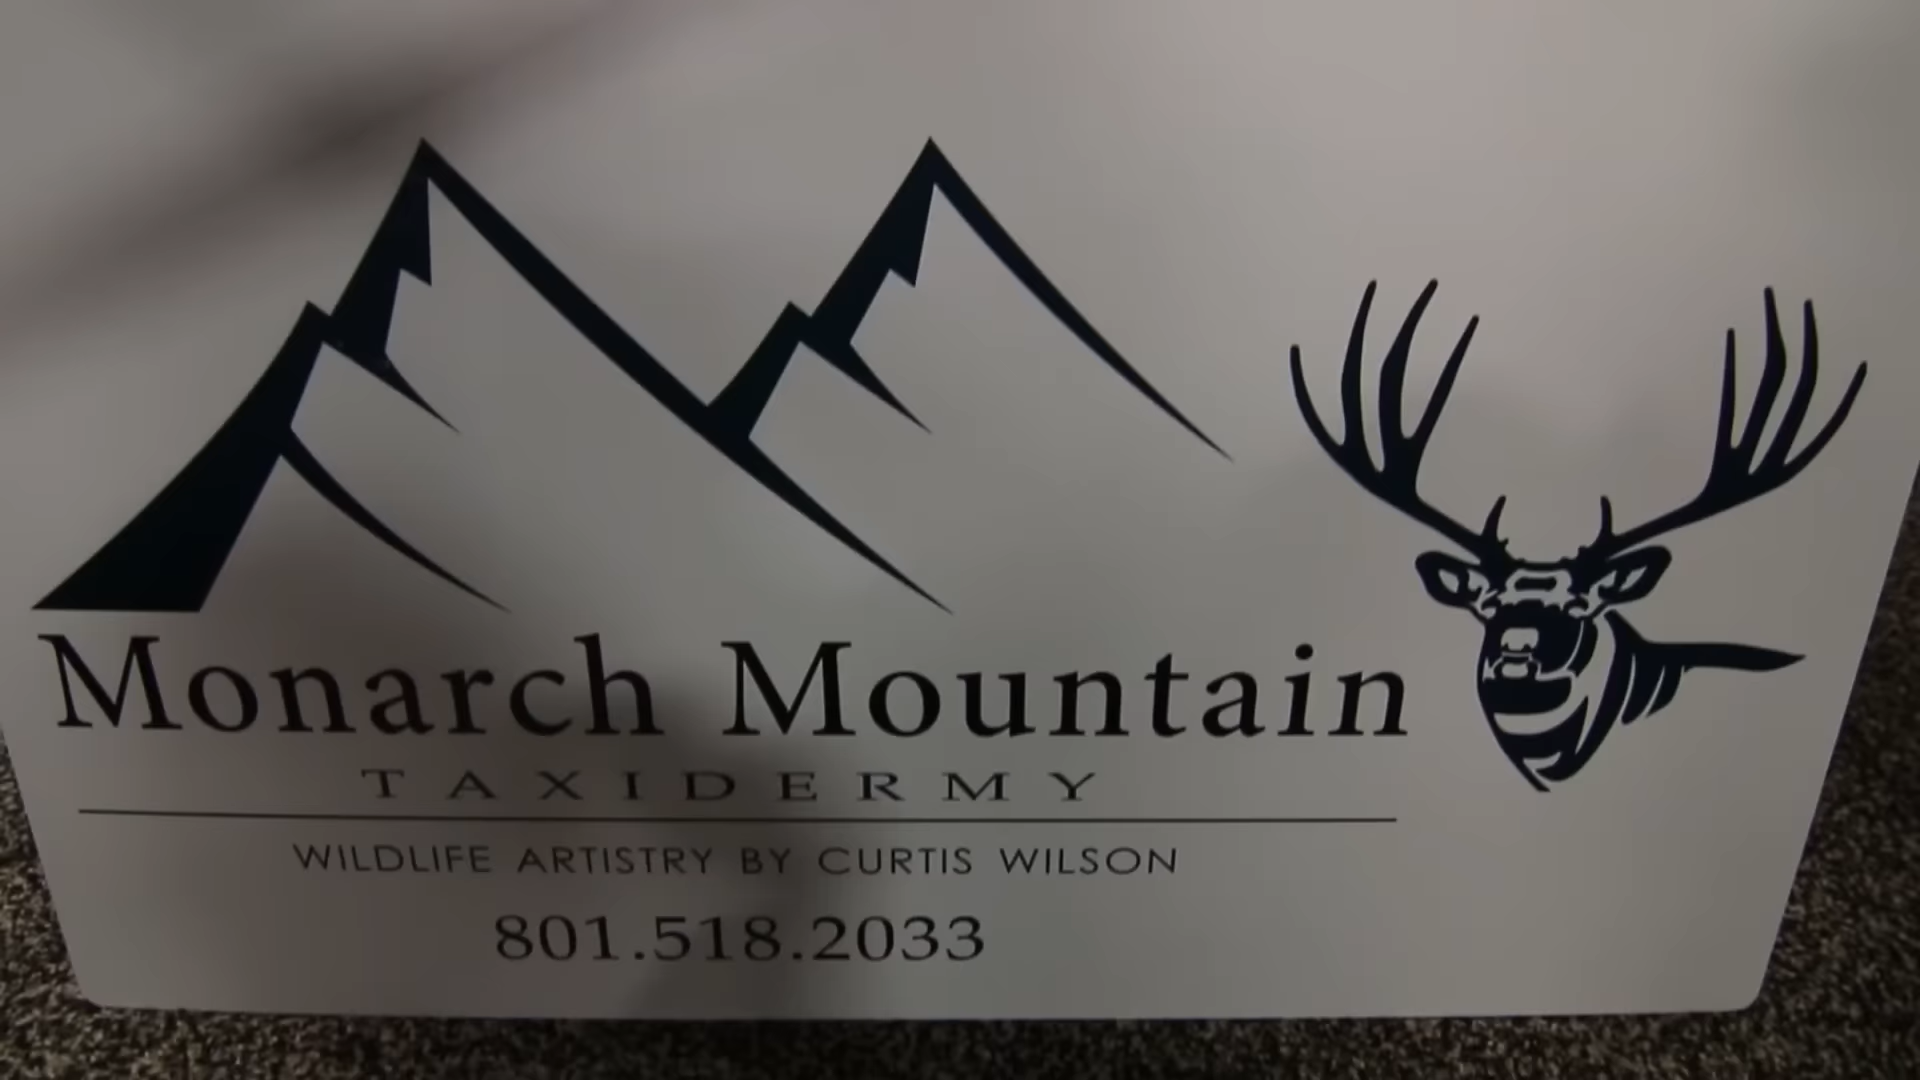 Monarch Mountain
TAXIDERMY
WILDLIFE ARTISTRY BY CURTIS WILSON
801.518.2033